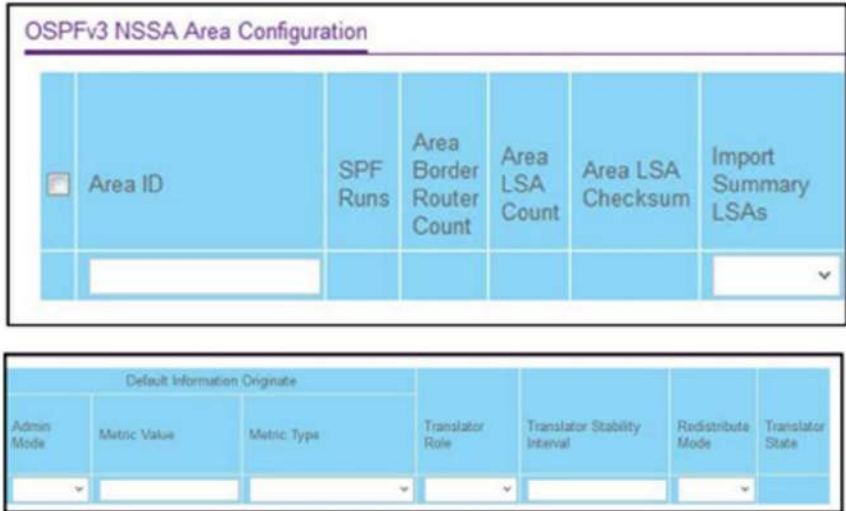 OSPFv3 NSSA Area Configuration
Area ID
SPF
Runs
Area
Border
Router
Count
Area
LSA
Count
Area LSA
Checksum
Import
Summary
LSAs
Default Information Originate
Admin
Mode
Metric Value
Metric Type
Translator
Role
Translator Stability
Interval
Redistribute
Mode
Translator
State